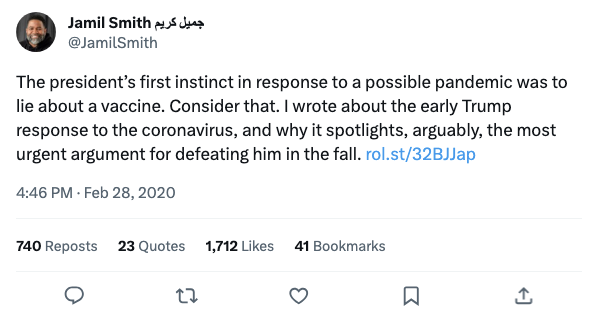 Jamil Smith جميل كريم
@JamilSmith
The president’s first instinct in response to a possible pandemic was to
lie about a vaccine. Consider that. I wrote about the early Trump
response to the coronavirus, and why it spotlights, arguably, the most
urgent argument for defeating him in the fall. rol.st/32BJJap
4:46 PM · Feb 28, 2020
740 Reposts 23 Quotes 1,712 Likes 41 Bookmarks